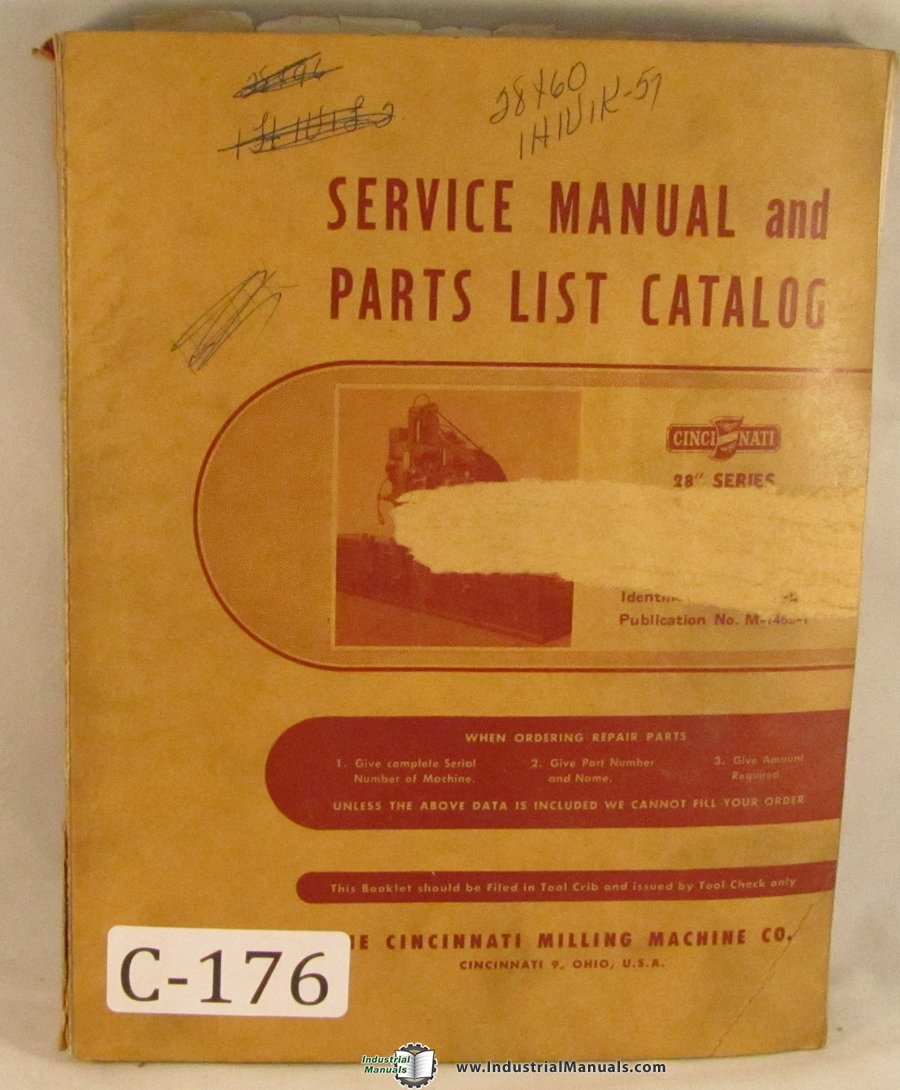 28X60
1H1U1K-57
SERVICE MANUAL and
PARTS LIST CATALOG
CINCINNATI
28" SERIES
Publication No.
WHEN ORDERING REPAIR PARTS
1. Give complete Serial Number of Machine.
2. Give Part Number and Name.
3. Give Amount Required.
UNLESS THE ABOVE DATA IS INCLUDED WE CANNOT FILL YOUR ORDER
This Booklet should be Filed in Tool Crib and issued by Tool Check only
CINCINNATI MILLING MACHINE CO.
CINCINNATI 9, OHIO, U.S.A.
C-176
Industrial Manuals
www.IndustrialManuals.com